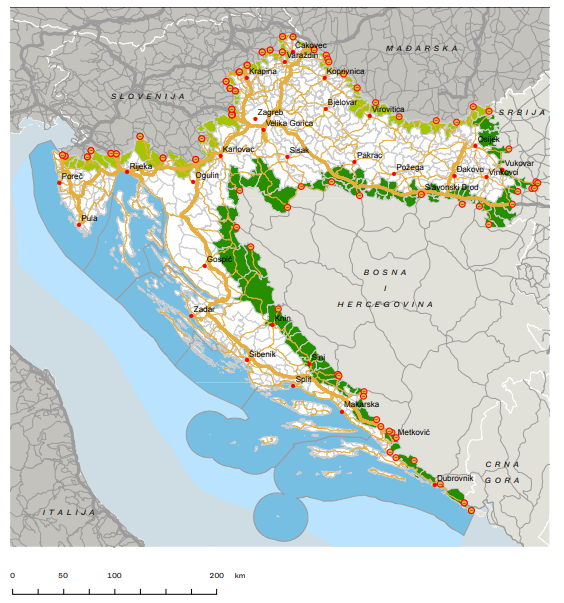 Čakovec
MAĐARSKA
Varaždin
Krapina
Koprivnica
SLOVENIJA
Bjelovar
Virovitica
Zagreb
SRBIJA
Velika Gorica
Osijek
Karlovac
Sisak
Pakrac
Vukovar
Rijeka
Požega
Đakovo
Vinkovci
Poreč
Ogulin
Slavonski Brod
Pula
Gospić
BOSNA
I
HERCEGOVINA
Zadar
Knin
Šibenik
Sinj
Split
Makarska
Metković
CRNA
GORA
Dubrovnik
ITALIJA
0 50 100 200 km